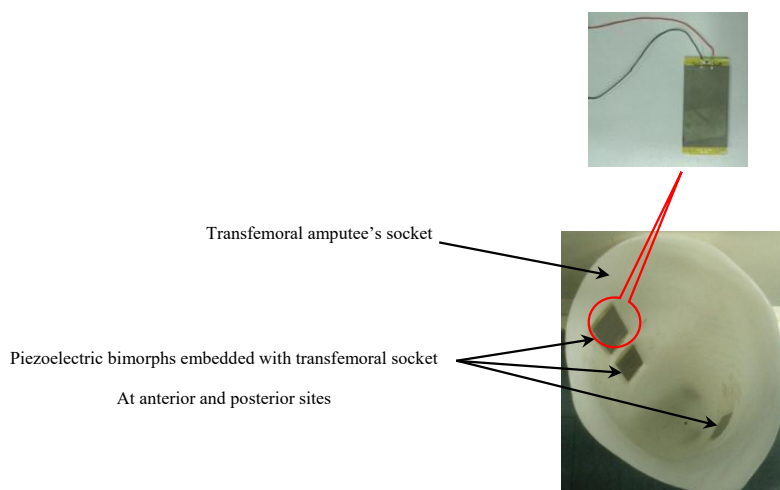 Transfemoral amputee's socket
Piezoelectric bimorphs embedded with transfemoral socket
At anterior and posterior sites